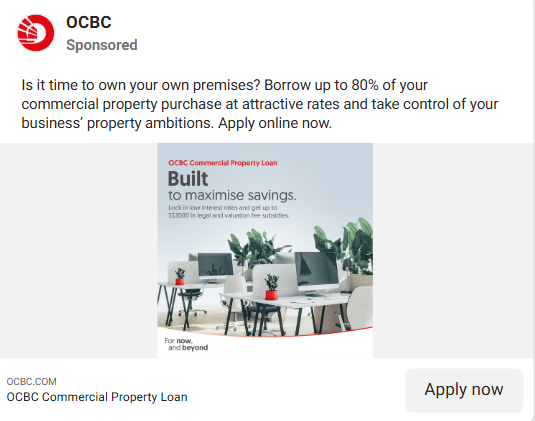 OCBC
Sponsored
Is it time to own your own premises? Borrow up to 80% of your
commercial property purchase at attractive rates and take control of your
business’ property ambitions. Apply online now.
OCBC Commercial Property Loan
Built
to maximise savings.
Lock in low interest rates and get up to
S$3000 in legal and valuation fee subsidies.
For now,
and beyond
OCBC.COM
OCBC Commercial Property Loan
Apply now